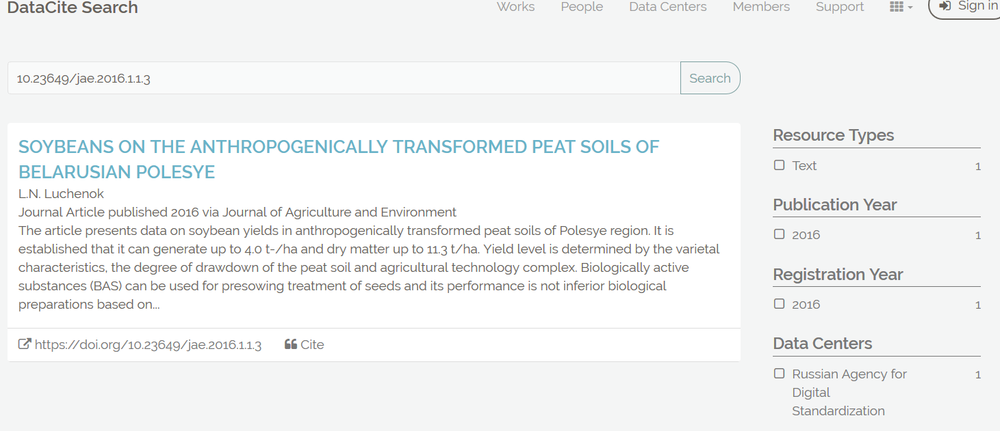 DataCite Search
Works People Data Centers Members Support Sign in
10.23649/jae.2016.1.1.3
Search
SOYBEANS ON THE ANTHROPOGENICALLY TRANSFORMED PEAT SOILS OF
BELARUSIAN POLESYE
L.N. Luchenok
Journal Article published 2016 via Journal of Agriculture and Environment
The article presents data on soybean yields in anthropogenically transformed peat soils of Polesye region. It is
established that it can generate up to 4.0 t-/ha and dry matter up to 11.3 t/ha. Yield level is determined by the varietal
characteristics, the degree of drawdown of the peat soil and agricultural technology complex. Biologically active
substances (BAS) can be used for presowing treatment of seeds and its performance is not inferior biological
preparations based on...
https://doi.org/10.23649/jae.2016.1.1.3 Cite
Resource Types
Text 1
Publication Year
2016 1
Registration Year
2016 1
Data Centers
Russian Agency for 1
Digital
Standardization